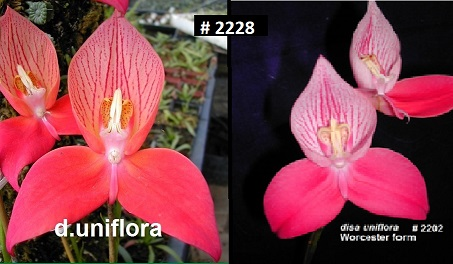 # 2228
d.uniflora
disa uniflora # 2202
Worcester form